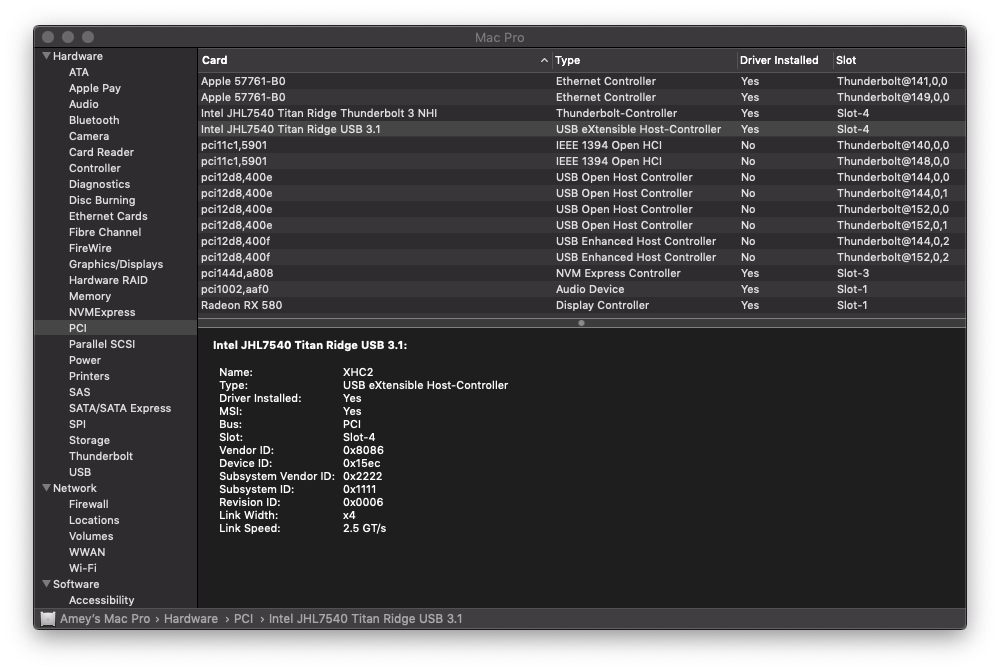 Mac Pro
Hardware
ATA
Apple Pay
Audio
Bluetooth
Camera
Card Reader
Controller
Diagnostics
Disc Burning
Ethernet Cards
Fibre Channel
FireWire
Graphics/Displays
Hardware RAID
Memory
NVMExpress
PCI
Parallel SCSI
Power
Printers
SAS
SATA/SATA Express
SPI
Storage
Thunderbolt
USB
Network
Firewall
Locations
Volumes
WWAN
Wi-Fi
Software
Accessibility
Card Type Driver Installed Slot
Apple 57761-B0 Ethernet Controller Yes Thunderbolt@141,0,0
Apple 57761-B0 Ethernet Controller Yes Thunderbolt@149,0,0
Intel JHL7540 Titan Ridge Thunderbolt 3 NHI Thunderbolt-Controller Yes Slot-4
Intel JHL7540 Titan Ridge USB 3.1 USB eXtensible Host-Controller Yes Slot-4
pci11c1,5901 IEEE 1394 Open HCI No Thunderbolt@140,0,0
pci11c1,5901 IEEE 1394 Open HCI No Thunderbolt@148,0,0
pci12d8,400e USB Open Host Controller No Thunderbolt@144,0,0
pci12d8,400e USB Open Host Controller No Thunderbolt@144,0,1
pci12d8,400e USB Open Host Controller No Thunderbolt@152,0,0
pci12d8,400e USB Open Host Controller No Thunderbolt@152,0,1
pci12d8,400f USB Enhanced Host Controller No Thunderbolt@144,0,2
pci12d8,400f USB Enhanced Host Controller No Thunderbolt@152,0,2
pci144d,a808 NVM Express Controller Yes Slot-3
pci1002,aaf0 Audio Device Yes Slot-1
Radeon RX 580 Display Controller Yes Slot-1
Intel JHL7540 Titan Ridge USB 3.1:
Name: XHC2
Type: USB eXtensible Host-Controller
Driver Installed: Yes
MSI: Yes
Bus: PCI
Slot: Slot-4
Vendor ID: 0x8086
Device ID: 0x15ec
Subsystem Vendor ID: 0x2222
Subsystem ID: 0x1111
Revision ID: 0x0006
Link Width: x4
Link Speed: 2.5 GT/s
Amey's Mac Pro › Hardware › PCI › Intel JHL7540 Titan Ridge USB 3.1